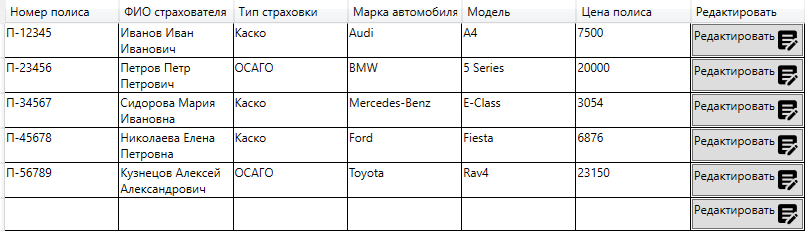 Номер полиса ФИО страхователя Тип страховки Марка автомобиля Модель Цена полиса Редактировать
П-12345 Иванов Иван Каско Audi A4 7500 Редактировать
Иванович
П-23456 Петров Петр ОСАГО BMW 5 Series 20000 Редактировать
Петрович
П-34567 Сидорова Мария Каско Mercedes-Benz E-Class 3054 Редактировать
Ивановна
П-45678 Николаева Елена Каско Ford Fiesta 6876 Редактировать
Петровна
П-56789 Кузнецов Алексей ОСАГО Toyota Rav4 23150 Редактировать
Александрович
Редактировать